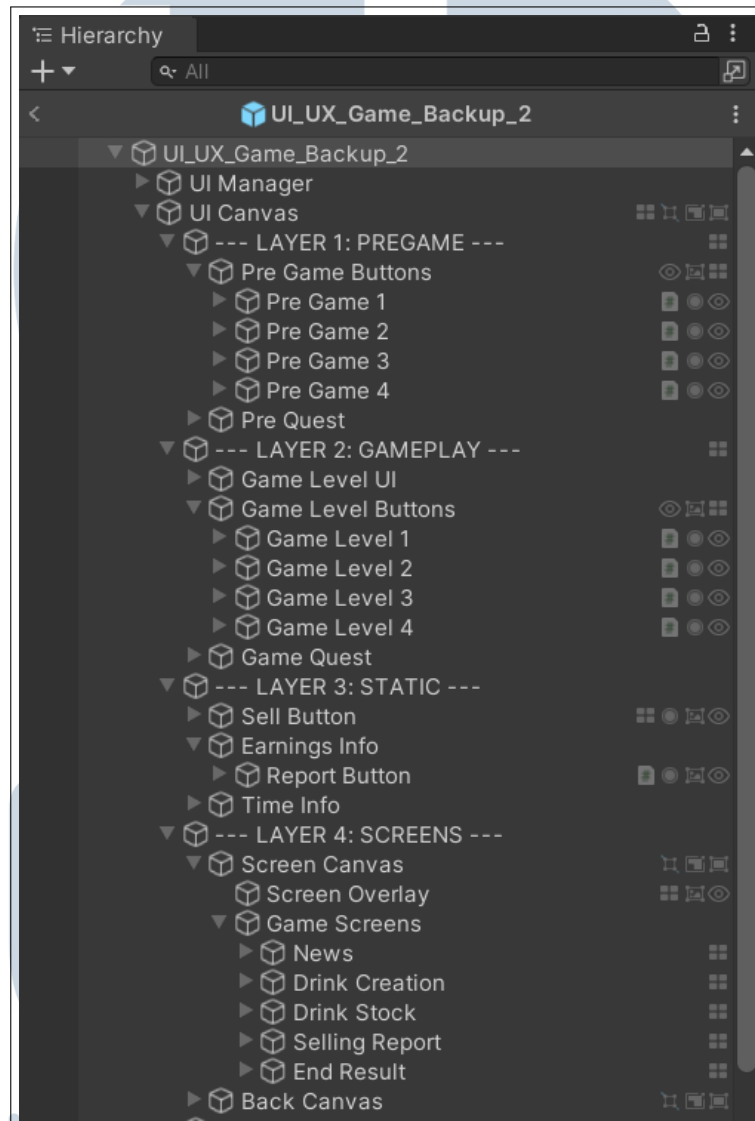 Hierarchy
All
UI_UX_Game_Backup_2
UI_UX_Game_Backup_2
UI Manager
UI Canvas
--- LAYER 1: PREGAME ---
Pre Game Buttons
Pre Game 1
Pre Game 2
Pre Game 3
Pre Game 4
Pre Quest
--- LAYER 2: GAMEPLAY ---
Game Level UI
Game Level Buttons
Game Level 1
Game Level 2
Game Level 3
Game Level 4
Game Quest
--- LAYER 3: STATIC ---
Sell Button
Earnings Info
Report Button
Time Info
--- LAYER 4: SCREENS ---
Screen Canvas
Screen Overlay
Game Screens
News
Drink Creation
Drink Stock
Selling Report
End Result
Back Canvas